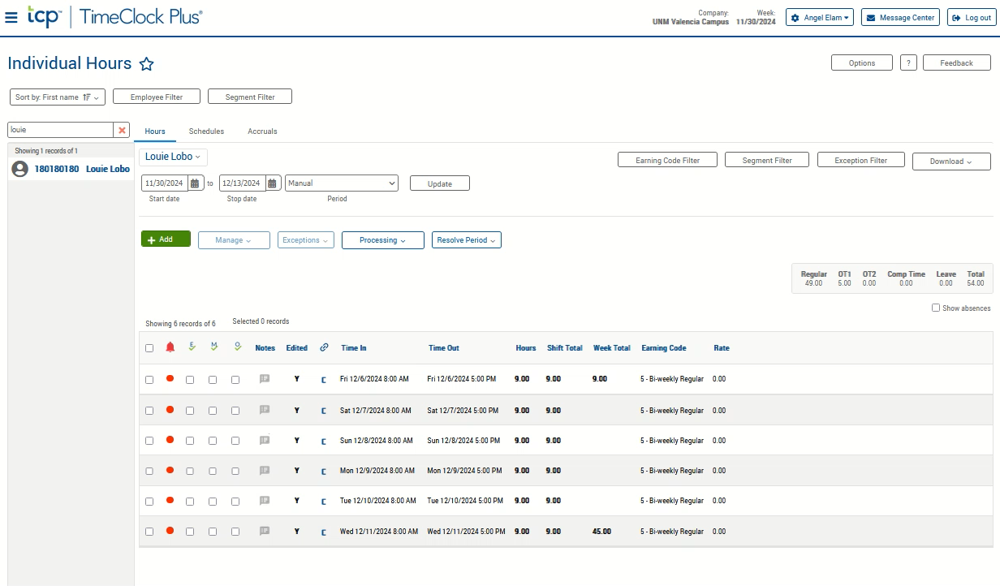 tcp™ | TimeClock Plus®
Company: UNM Valencia Campus
Week: 11/30/2024
Angel Elam
Message Center
Log out
Individual Hours
Options
?
Feedback
Sort by: First name
Employee Filter
Segment Filter
louie
Hours Schedules Accruals
Showing 1 records of 1
180180180 Louie Lobo
Louie Lobo
Earning Code Filter
Segment Filter
Exception Filter
Download
11/30/2024 to 12/13/2024 Manual Update
Start date Stop date Period
+ Add
Manage
Exceptions
Processing
Resolve Period
Regular OT1 OT2 Comp Time Leave Total
49.00 5.00 0.00 0.00 0.00 54.00
Show absences
Showing 6 records of 6 Selected 0 records
E M O Notes Edited Time In Time Out Hours Shift Total Week Total Earning Code Rate
Y C Fri 12/6/2024 8:00 AM Fri 12/6/2024 5:00 PM 9.00 9.00 9.00 5 - Bi-weekly Regular 0.00
Y C Sat 12/7/2024 8:00 AM Sat 12/7/2024 5:00 PM 9.00 9.00 5 - Bi-weekly Regular 0.00
Y C Sun 12/8/2024 8:00 AM Sun 12/8/2024 5:00 PM 9.00 9.00 5 - Bi-weekly Regular 0.00
Y C Mon 12/9/2024 8:00 AM Mon 12/9/2024 5:00 PM 9.00 9.00 5 - Bi-weekly Regular 0.00
Y C Tue 12/10/2024 8:00 AM Tue 12/10/2024 5:00 PM 9.00 9.00 5 - Bi-weekly Regular 0.00
Y C Wed 12/11/2024 8:00 AM Wed 12/11/2024 5:00 PM 9.00 9.00 45.00 5 - Bi-weekly Regular 0.00